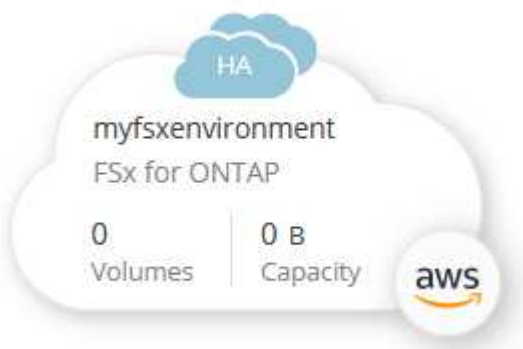 HA
myfsxenvironment
FSx for ONTAP
0 0 B
Volumes Capacity
aws